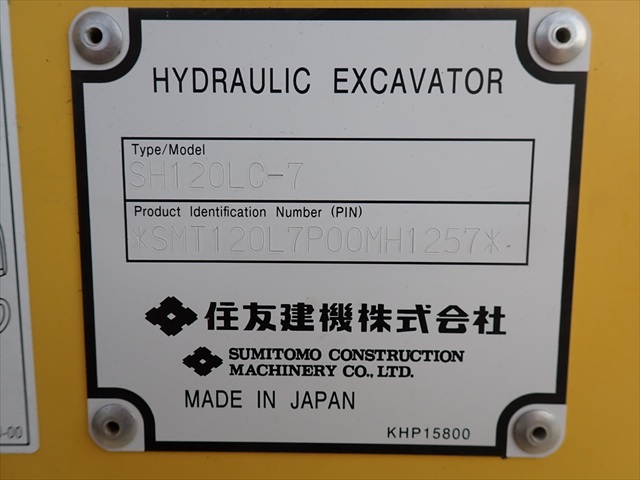 HYDRAULIC EXCAVATOR
Type/Model
SH120LC-7
Product Identification Number (PIN)
*SMT120L7P00MH1257*
住友建機株式会社
SUMITOMO CONSTRUCTION
MACHINERY CO., LTD.
MADE IN JAPAN
KHP15800